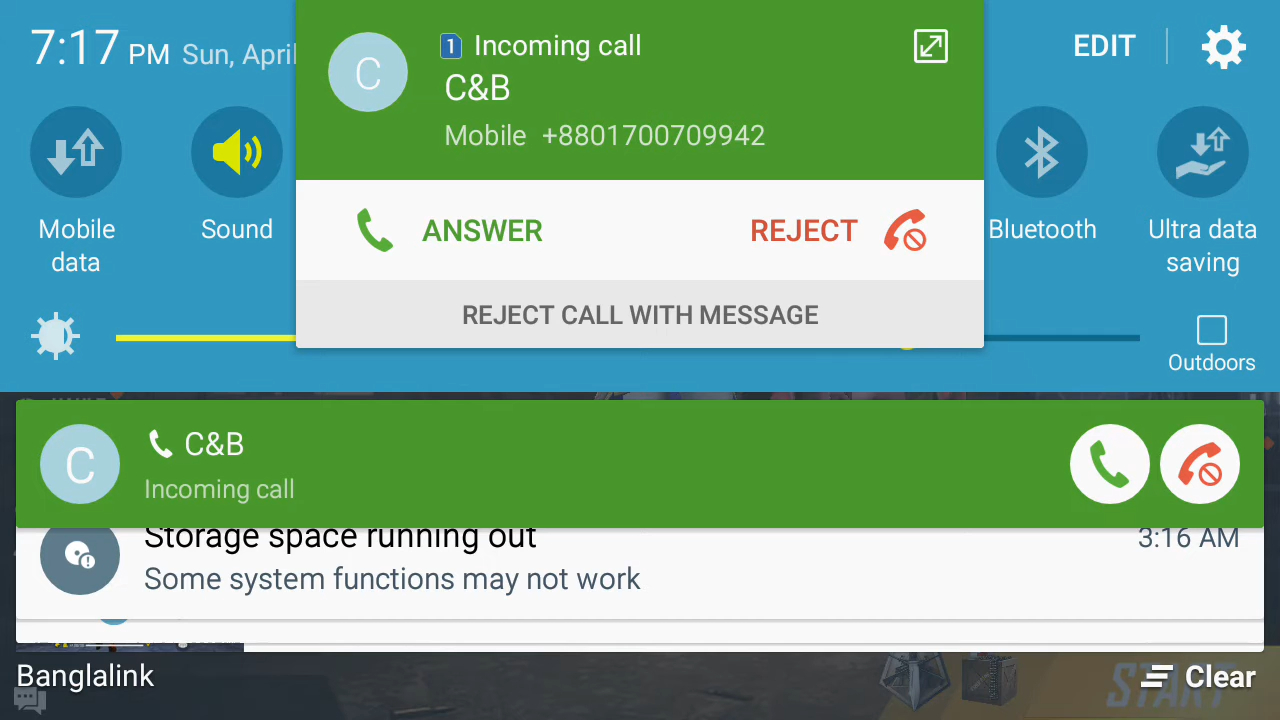 7:17 PM Sun, April
1 Incoming call
EDIT
C
C&B
Mobile +8801700709942
Mobile data
Sound
ANSWER
REJECT
Bluetooth
Ultra data saving
REJECT CALL WITH MESSAGE
Outdoors
C
C&B
Incoming call
Storage space running out
3:16 AM
Some system functions may not work
Banglalink
START
Clear